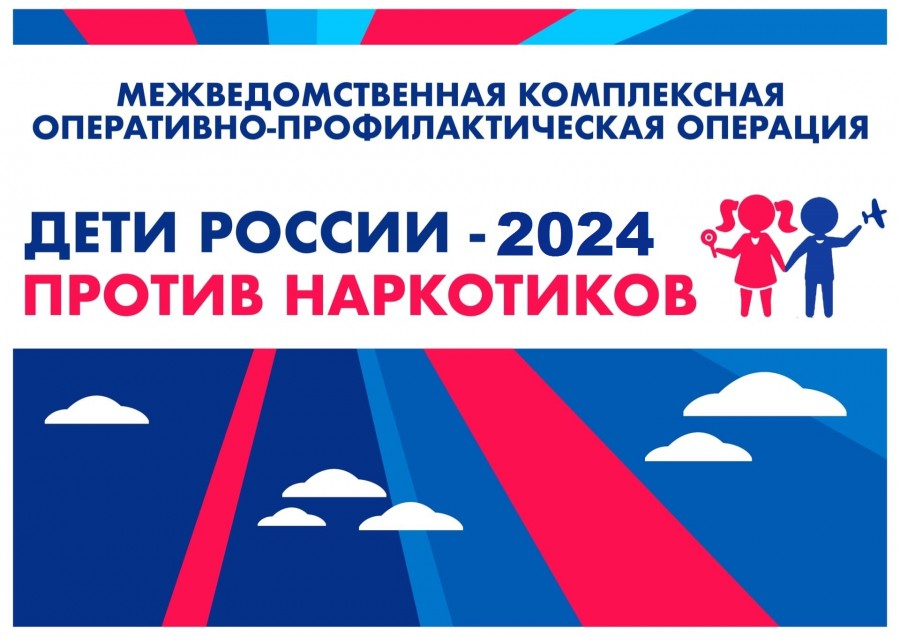 МЕЖВЕДОМСТВЕННАЯ КОМПЛЕКСНАЯ
ОПЕРАТИВНО-ПРОФИЛАКТИЧЕСКАЯ ОПЕРАЦИЯ
ДЕТИ РОССИИ - 2024
ПРОТИВ НАРКОТИКОВ